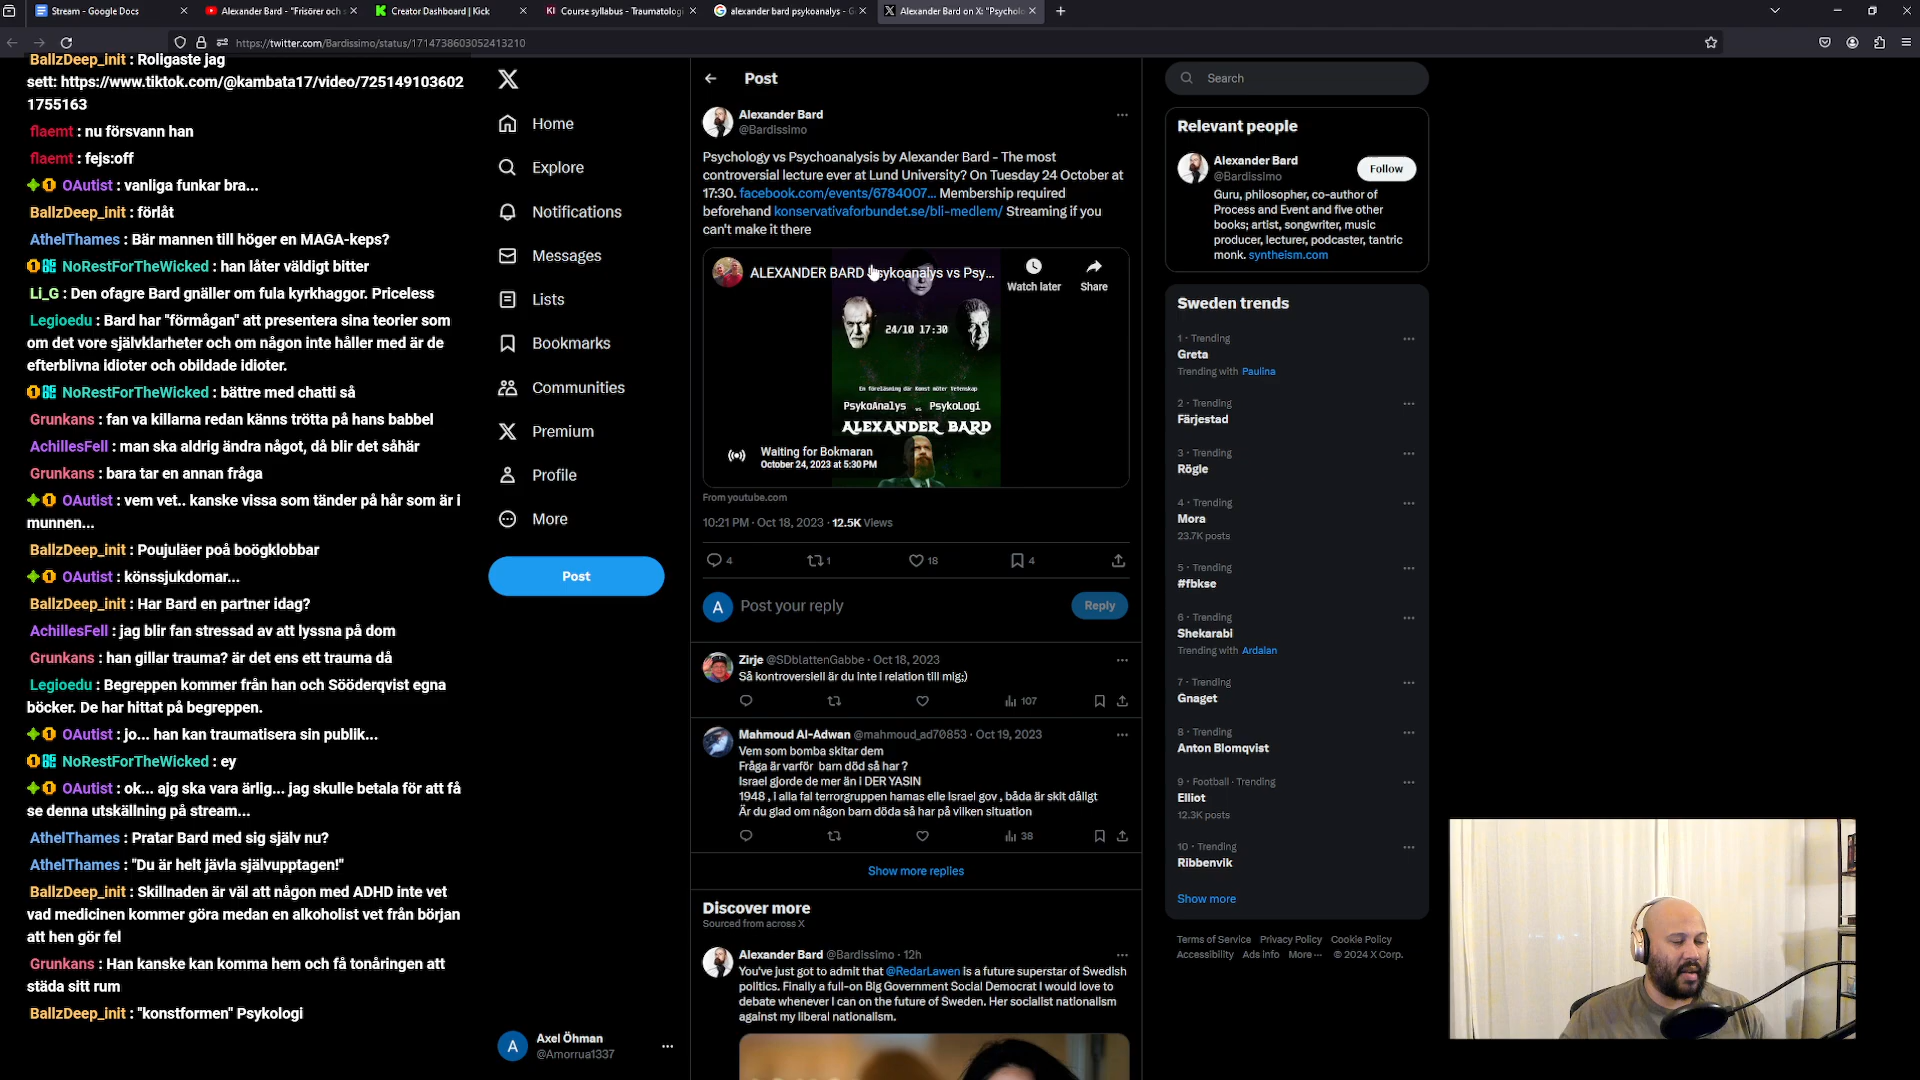 Stream - Google Docs
Alexander Bard - "Frisörer och s
Creator Dashboard | Kick
Course syllabus - Traumatologi
alexander bard psykoanalys - G
Alexander Bard on X: "Psycholo
https://twitter.com/Bardissimo/status/1714738603052413210
BallzDeep_init : Roligaste jag
sett: https://www.tiktok.com/@kambata17/video/725149103602
1755163
flaemt : nu försvann han
flaemt : fejs:off
OAutist : vanliga funkar bra...
BallzDeep_init : förlåt
AthelThames : Bär mannen till höger en MAGA-keps?
NoRestForTheWicked : han låter väldigt bitter
Li_G : Den ofagre Bard gnäller om fula kyrkhaggor. Priceless
Legioedu : Bard har "förmågan" att presentera sina teorier som
om det vore självklarheter och om någon inte håller med är de
efterblivna idioter och obildade idioter.
NoRestForTheWicked : bättre med chatti så
Grunkans : fan va killarna redan känns trötta på hans babbel
AchillesFell : man ska aldrig ändra något, då blir det såhär
Grunkans : bara tar en annan fråga
OAutist : vem vet.. kanske vissa som tänder på hår som är i
munnen...
BallzDeep_init : Poujuläer poå boögklobbar
OAutist : könssjukdomar...
BallzDeep_init : Har Bard en partner idag?
AchillesFell : jag blir fan stressad av att lyssna på dom
Grunkans : han gillar trauma? är det ens ett trauma då
Legioedu : Begreppen kommer från han och Sööderqvist egna
böcker. De har hittat på begreppen.
OAutist : jo... han kan traumatisera sin publik...
NoRestForTheWicked : ey
OAutist : ok... ajg ska vara ärlig... jag skulle betala för att få
se denna utskällning på stream...
AthelThames : Pratar Bard med sig själv nu?
AthelThames : "Du är helt jävla självupptagen!"
BallzDeep_init : Skillnaden är väl att någon med ADHD inte vet
vad medicinen kommer göra medan en alkoholist vet från början
att hen gör fel
Grunkans : Han kanske kan komma hem och få tonåringen att
städa sitt rum
BallzDeep_init : "konstformen" Psykologi
Home
Explore
Notifications
Messages
Lists
Bookmarks
Communities
Premium
Profile
More
Post
Axel Öhman
@Amorrua1337
Post
Alexander Bard
@Bardissimo
Psychology vs Psychoanalysis by Alexander Bard - The most
controversial lecture ever at Lund University? On Tuesday 24 October at
17:30. facebook.com/events/6784007... Membership required
beforehand konservativaforbundet.se/bli-medlem/ Streaming if you
can't make it there
ALEXANDER BARD Psykoanalys vs Psy...
Watch later
Share
24/10 17:30
En föreläsning där Konst möter Vetenskap
PsykoAnalys vs PsykoLogi
ALEXANDER BARD
Waiting for Bokmaran
October 24, 2023 at 5:30 PM
From youtube.com
10:21 PM · Oct 18, 2023 · 12.5K Views
4
1
18
4
A
Post your reply
Reply
Zirje @SDblattenGabbe · Oct 18, 2023
Så kontroversiell är du inte i relation till mig;)
107
Mahmoud Al-Adwan @mahmoud_ad70853 · Oct 19, 2023
Vem som bomba skitar dem
Fråga är varför barn död så har ?
Israel gjorde de mer än i DER YASIN
1948 , i alla fal terrorgruppen hamas elle Israel gov , båda är skit dåligt
Är du glad om någon barn döda så har på vilken situation
38
Show more replies
Discover more
Sourced from across X
Alexander Bard @Bardissimo · 12h
You've just got to admit that @RedarLawen is a future superstar of Swedish
politics. Finally a full-on Big Government Social Democrat I would love to
debate whenever I can on the future of Sweden. Her socialist nationalism
against my liberal nationalism.
Search
Relevant people
Alexander Bard
@Bardissimo
Follow
Guru, philosopher, co-author of
Process and Event and five other
books; artist, songwriter, music
producer, lecturer, podcaster, tantric
monk. syntheism.com
Sweden trends
1 · Trending
Greta
Trending with Paulina
2 · Trending
Färjestad
3 · Trending
Rögle
4 · Trending
Mora
23.7K posts
5 · Trending
#fbkse
6 · Trending
Shekarabi
Trending with Ardalan
7 · Trending
Gnaget
8 · Trending
Anton Blomqvist
9 · Football · Trending
Elliot
12.3K posts
10 · Trending
Ribbenvik
Show more
Terms of Service Privacy Policy Cookie Policy
Accessibility Ads info More ··· © 2024 X Corp.